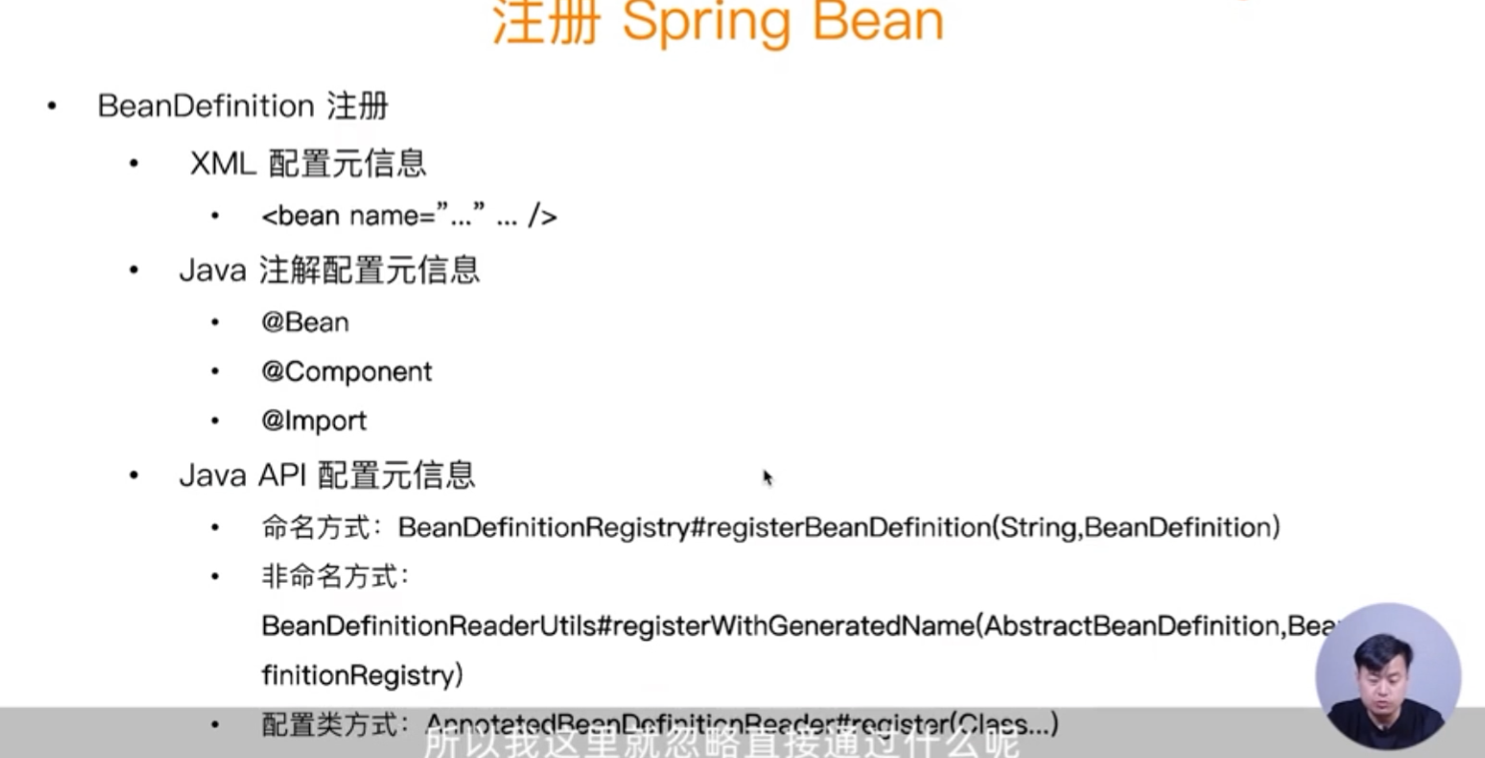 注册 Spring Bean
• BeanDefinition 注册
• XML 配置元信息
• <bean name=”...” ... />
• Java 注解配置元信息
• @Bean
• @Component
• @Import
• Java API 配置元信息
• 命名方式：BeanDefinitionRegistry#registerBeanDefinition(String,BeanDefinition)
• 非命名方式：
BeanDefinitionReaderUtils#registerWithGeneratedName(AbstractBeanDefinition,Bea
finitionRegistry)
• 配置类方式：AnnotatedBeanDefinitionReader#register(Class...)
所以我这里就忽略直接通过什么呢